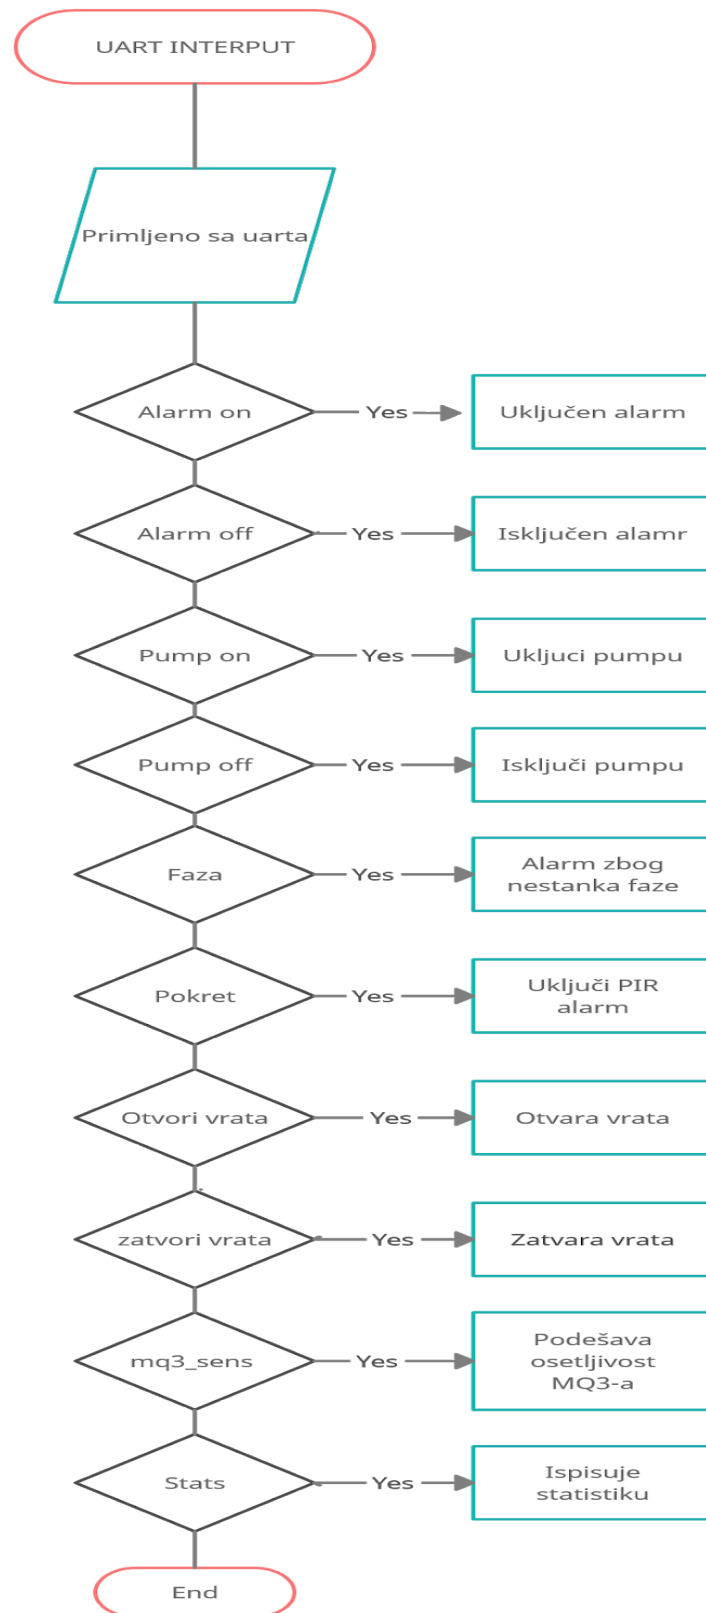 UART INTERPUT
Primljeno sa uarta
Alarm on
Yes
Uključen alarm
Alarm off
Yes
Isključen alamr
Pump on
Yes
Ukljuci pumpu
Pump off
Yes
Isključi pumpu
Faza
Yes
Alarm zbog
nestanka faze
Pokret
Yes
Uključi PIR
alarm
Otvori vrata
Yes
Otvara vrata
zatvori vrata
Yes
Zatvara vrata
mq3_sens
Yes
Podešava
osetljivost
MQ3-a
Stats
Yes
Ispisuje
statistiku
End